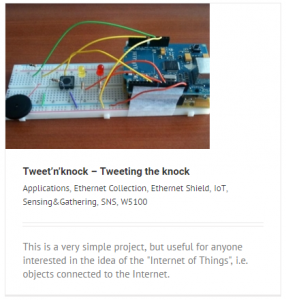 Tweet'n'knock – Tweeting the knock
Applications, Ethernet Collection, Ethernet Shield, IoT,
Sensing&Gathering, SNS, W5100
This is a very simple project, but useful for anyone
interested in the idea of the "Internet of Things", i.e.
objects connected to the Internet.